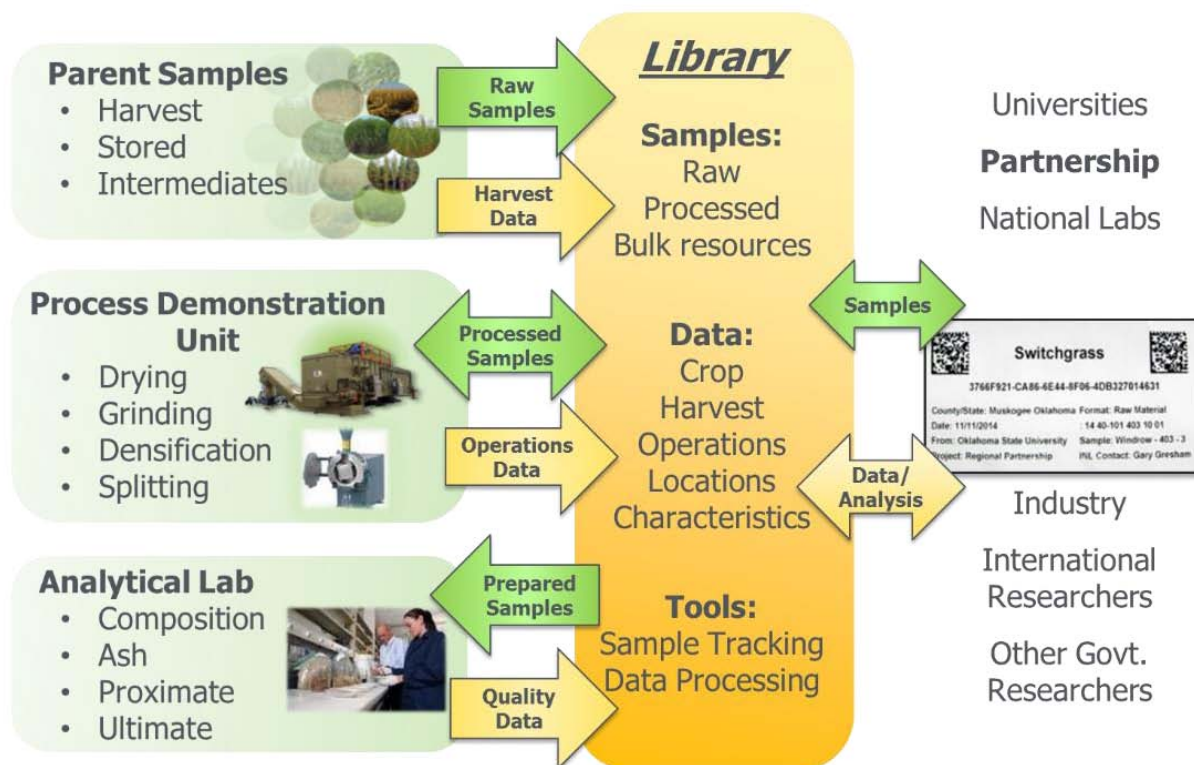 Parent Samples
• Harvest
• Stored
• Intermediates
Raw
Samples
Harvest
Data
Process Demonstration
Unit
• Drying
• Grinding
• Densification
• Splitting
Processed
Samples
Operations
Data
Analytical Lab
• Composition
• Ash
• Proximate
• Ultimate
Prepared
Samples
Quality
Data
Library
Samples:
Raw
Processed
Bulk resources
Data:
Crop
Harvest
Operations
Locations
Characteristics
Tools:
Sample Tracking
Data Processing
Samples
Data/
Analysis
Universities
Partnership
National Labs
Switchgrass
3766F921-CA86-6E44-8F06-4DB327014631
County/State: Muskogee Oklahoma Format: Raw Material
Date: 11/11/2014 : 14 40-101 403 10 01
From: Oklahoma State University Sample: Windrow - 403 - 3
Project: Regional Partnership INL Contact: Gary Gresham
Industry
International
Researchers
Other Govt.
Researchers